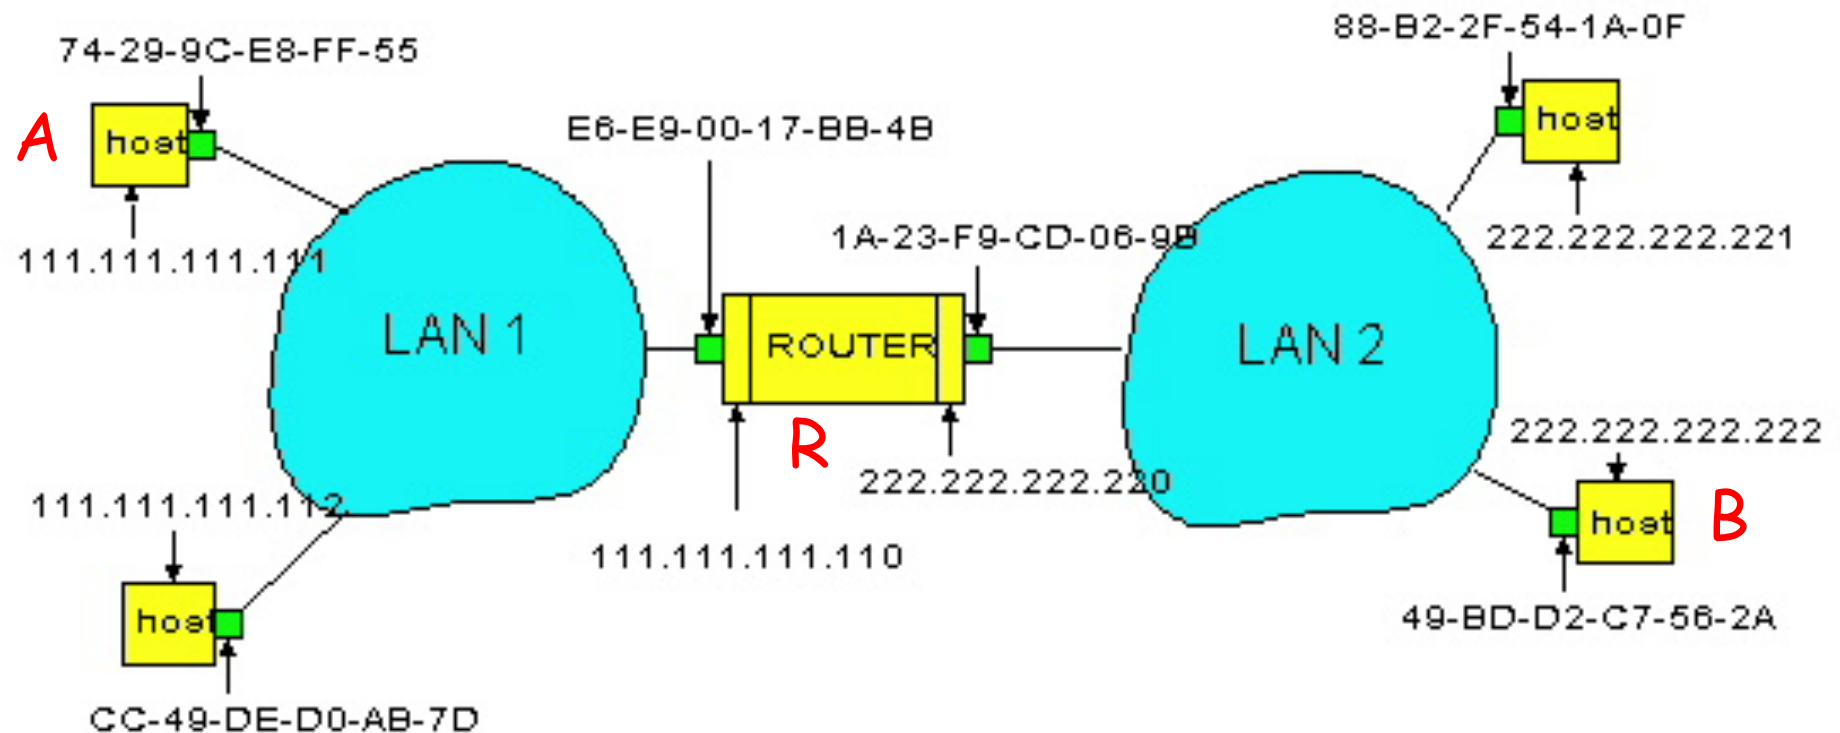 88-B2-2F-54-1A-0F
74-29-9C-E8-FF-55
A
host
E6-E9-00-17-BB-4B
host
111.111.111.111
1A-23-F9-CD-06-9B
222.222.222.221
LAN 1
ROUTER
LAN 2
R
222.222.222.222
222.222.222.220
111.111.111.112
host
B
111.111.111.110
host
49-BD-D2-C7-56-2A
CC-49-DE-D0-AB-7D